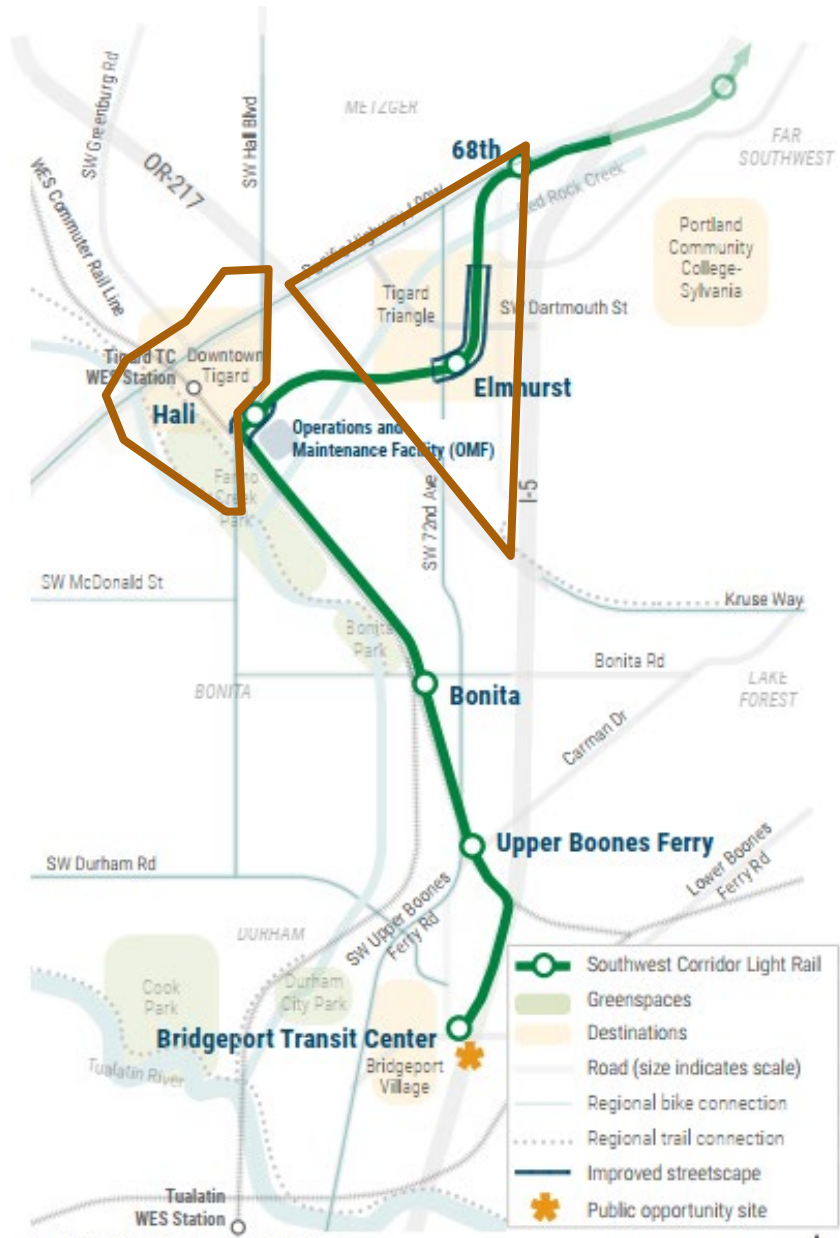 SW Greenburg Rd
SW Hall Blvd
METZGER
68th
FAR
SOUTHWEST
OR-217
WES Commuter Rail Line
Red Rock Creek
Portland
Community
College-
Sylvania
Tigard
Triangle
SW Dartmouth St
Tigard TC
WES Station
Downtown
Tigard
Elmhurst
Hall
Operations and
Maintenance Facility (OMF)
Fanno
Creek
Park
SW 72nd Ave
I-5
SW McDonald St
Kruse Way
Bonita
Park
Bonita Rd
BONITA
LAKE
FOREST
Bonita
Carman Dr
Upper Boones Ferry
SW Durham Rd
Lower Boones
Ferry Rd
SW Upper Boones
Ferry Rd
DURHAM
Cook
Park
Durham
City Park
Bridgeport Transit Center
Tualatin River
Bridgeport
Village
Tualatin
WES Station
Southwest Corridor Light Rail
Greenspaces
Destinations
Road (size indicates scale)
Regional bike connection
Regional trail connection
Improved streetscape
Public opportunity site